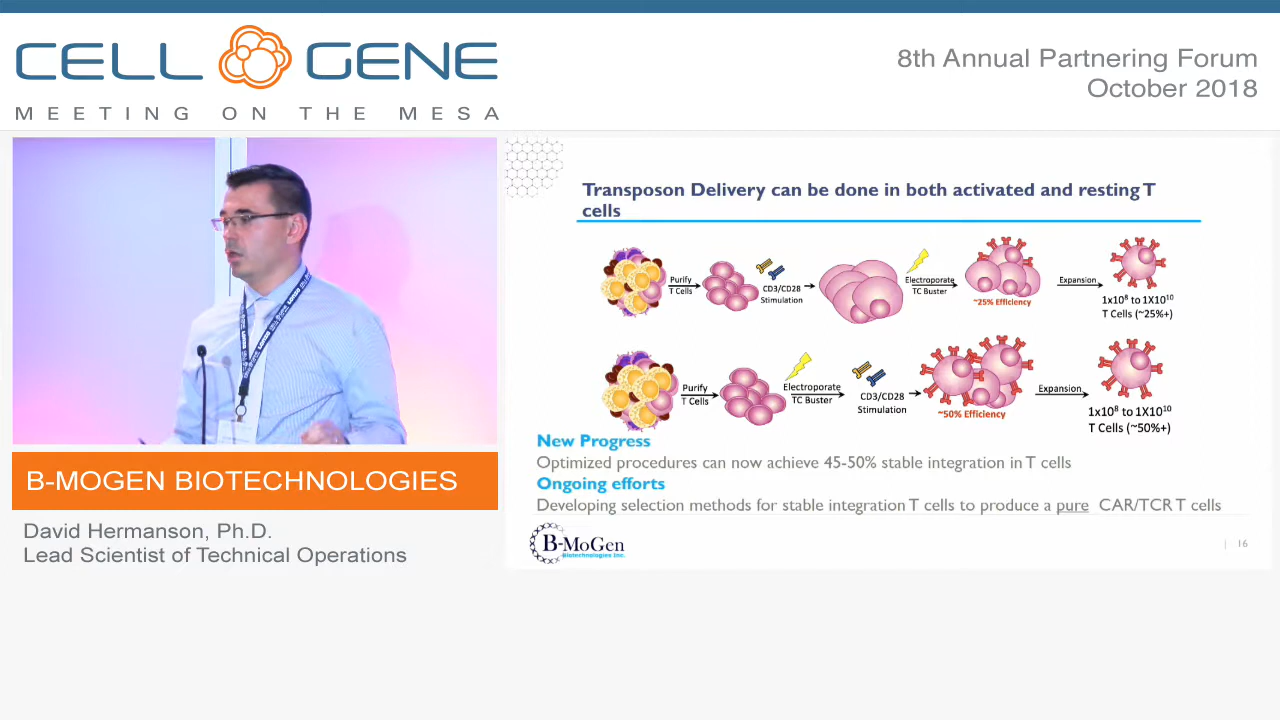 CELL GENE
MEETING ON THE MESA
8th Annual Partnering Forum
October 2018
B-MOGEN BIOTECHNOLOGIES
David Hermanson, Ph.D.
Lead Scientist of Technical Operations
Transposon Delivery can be done in both activated and resting T
cells
Purify
T Cells
CD3/CD28
Stimulation
Electroporate
TC Buster
~25% Efficiency
Expansion
1x10⁸ to 1X10¹⁰
T Cells (~25%+)
Purify
T Cells
Electroporate
TC Buster
CD3/CD28
Stimulation
~50% Efficiency
Expansion
1x10⁸ to 1X10¹⁰
T Cells (~50%+)
New Progress
Optimized procedures can now achieve 45-50% stable integration in T cells
Ongoing efforts
Developing selection methods for stable integration T cells to produce a pure CAR/TCR T cells
B-MoGen
Biotechnologies Inc.
| 16